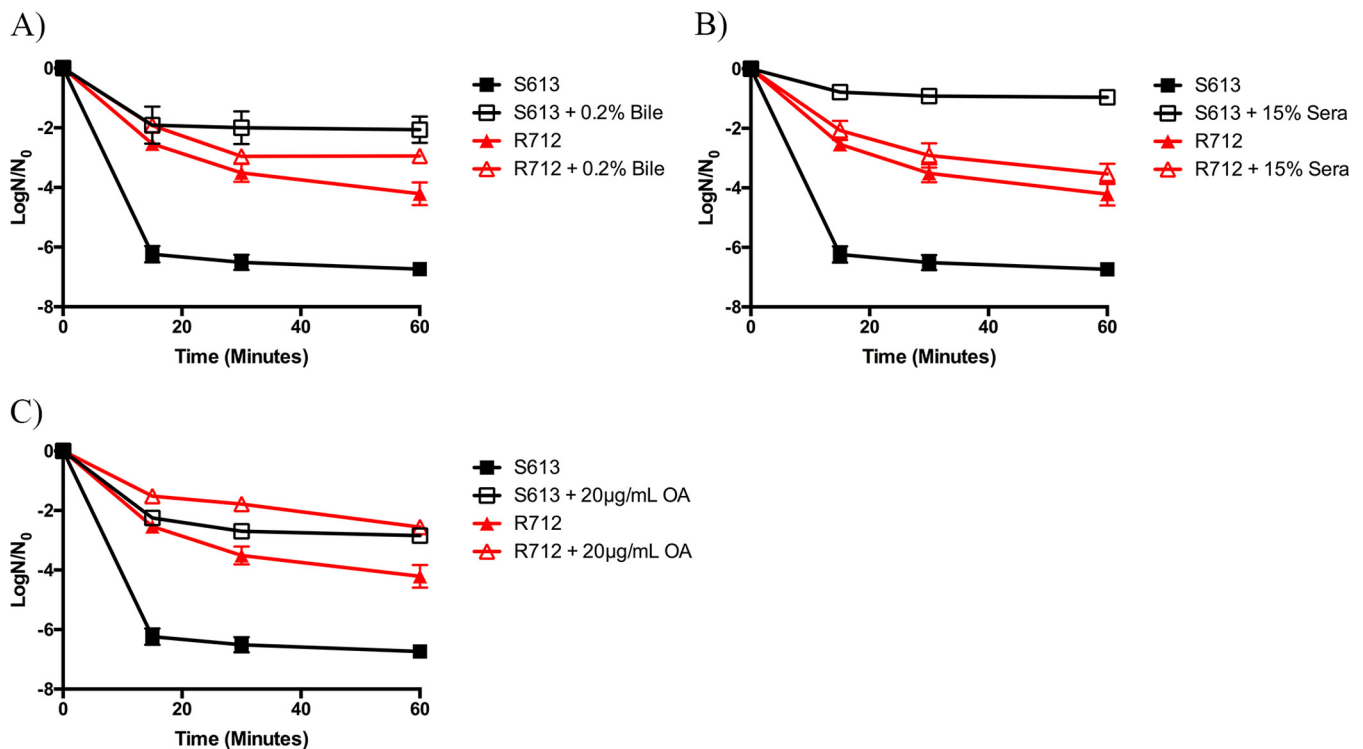 A)
LogN/N0
0
-2
-4
-6
-8
0
20
40
60
Time (Minutes)
S613
S613 + 0.2% Bile
R712
R712 + 0.2% Bile
B)
LogN/N0
0
-2
-4
-6
-8
0
20
40
60
Time (Minutes)
S613
S613 + 15% Sera
R712
R712 + 15% Sera
C)
LogN/N0
0
-2
-4
-6
-8
0
20
40
60
Time (Minutes)
S613
S613 + 20µg/mL OA
R712
R712 + 20µg/mL OA